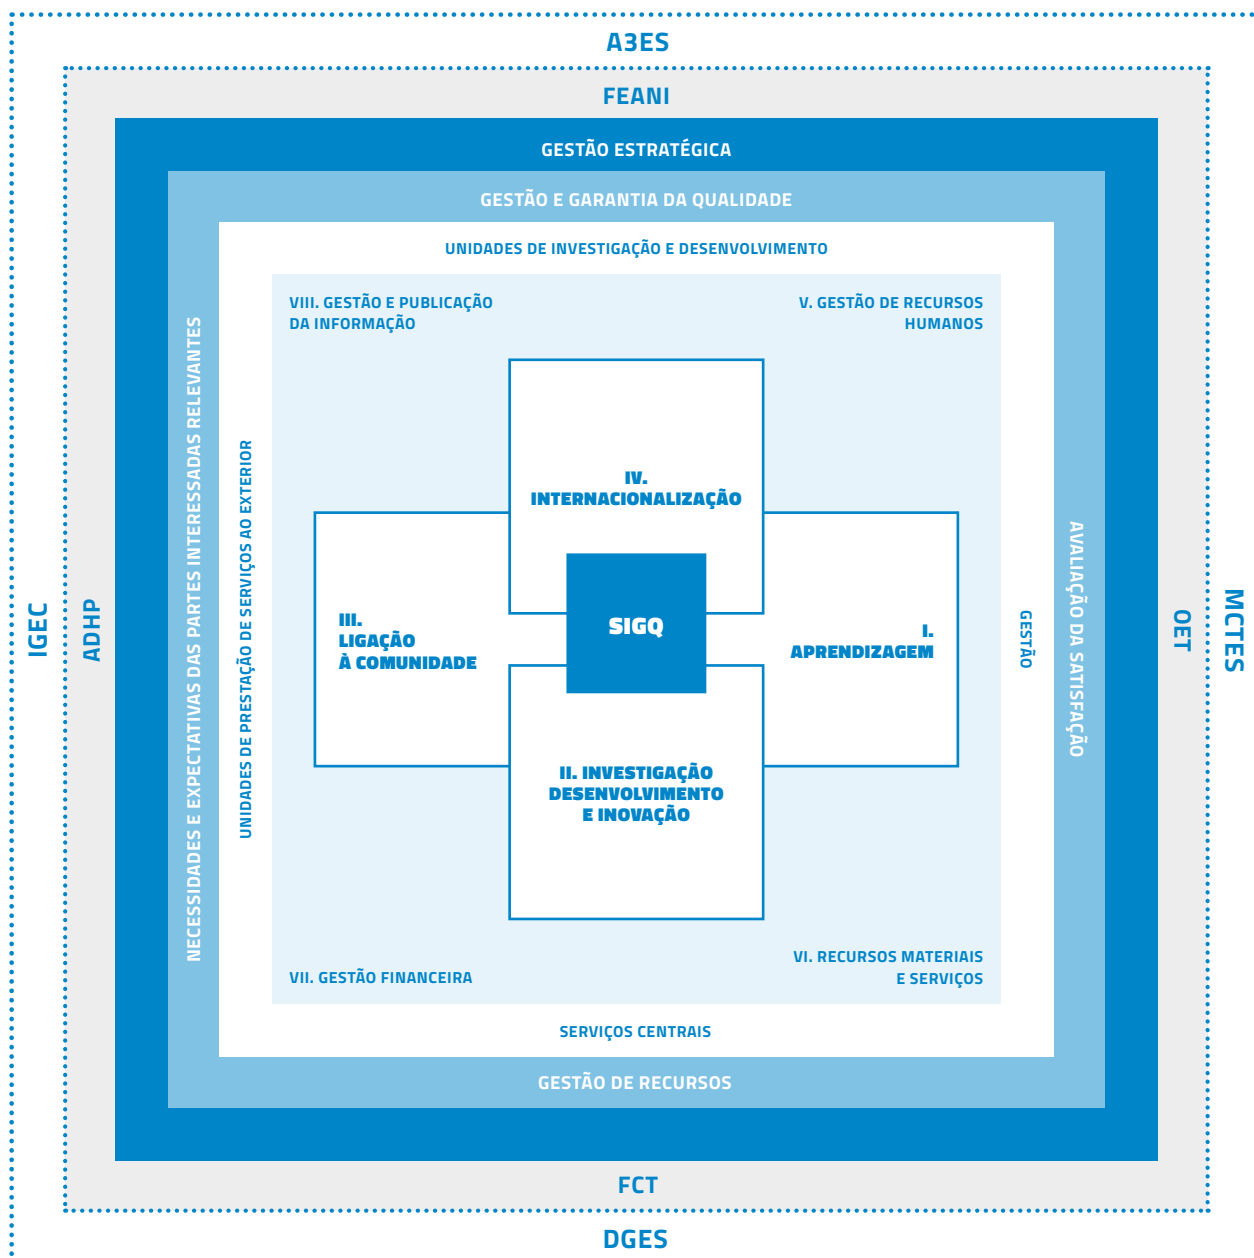 A3ES
FEANI
GESTÃO ESTRATÉGICA
GESTÃO E GARANTIA DA QUALIDADE
UNIDADES DE INVESTIGAÇÃO E DESENVOLVIMENTO
VIII. GESTÃO E PUBLICAÇÃO
DA INFORMAÇÃO
V. GESTÃO DE RECURSOS
HUMANOS
IGEC
ADHP
NECESSIDADES E EXPECTATIVAS DAS PARTES INTERESSADAS RELEVANTES
UNIDADES DE PRESTAÇÃO DE SERVIÇOS AO EXTERIOR
IV.
INTERNACIONALIZAÇÃO
III.
LIGAÇÃO
À COMUNIDADE
SIGQ
I.
APRENDIZAGEM
II. INVESTIGAÇÃO
DESENVOLVIMENTO
E INOVAÇÃO
GESTÃO
AVALIAÇÃO DA SATISFAÇÃO
OET
MCTES
VII. GESTÃO FINANCEIRA
VI. RECURSOS MATERIAIS
E SERVIÇOS
SERVIÇOS CENTRAIS
GESTÃO DE RECURSOS
FCT
DGES